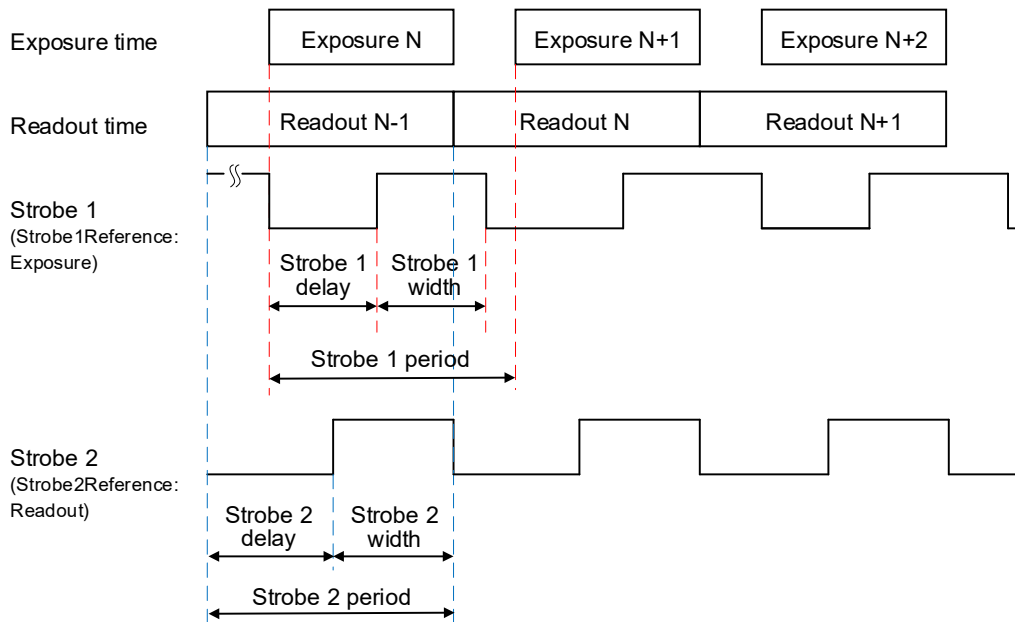 Exposure time
Exposure N
Exposure N+1
Exposure N+2
Readout time
Readout N-1
Readout N
Readout N+1
Strobe 1
(Strobe1Reference:
Exposure)
Strobe 1
delay
Strobe 1
width
Strobe 1 period
Strobe 2
(Strobe2Reference:
Readout)
Strobe 2
delay
Strobe 2
width
Strobe 2 period